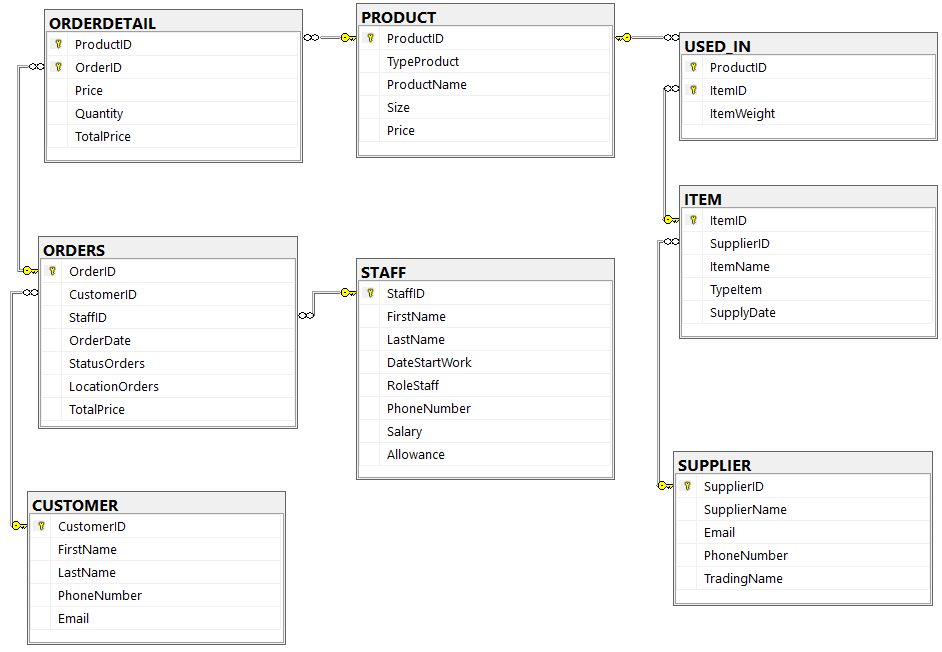 ORDERDETAIL
ProductID
OrderID
Price
Quantity
TotalPrice
PRODUCT
ProductID
TypeProduct
ProductName
Size
Price
USED_IN
ProductID
ItemID
ItemWeight
ITEM
ItemID
SupplierID
ItemName
TypeItem
SupplyDate
ORDERS
OrderID
CustomerID
StaffID
OrderDate
StatusOrders
LocationOrders
TotalPrice
STAFF
StaffID
FirstName
LastName
DateStartWork
RoleStaff
PhoneNumber
Salary
Allowance
CUSTOMER
CustomerID
FirstName
LastName
PhoneNumber
Email
SUPPLIER
SupplierID
SupplierName
Email
PhoneNumber
TradingName